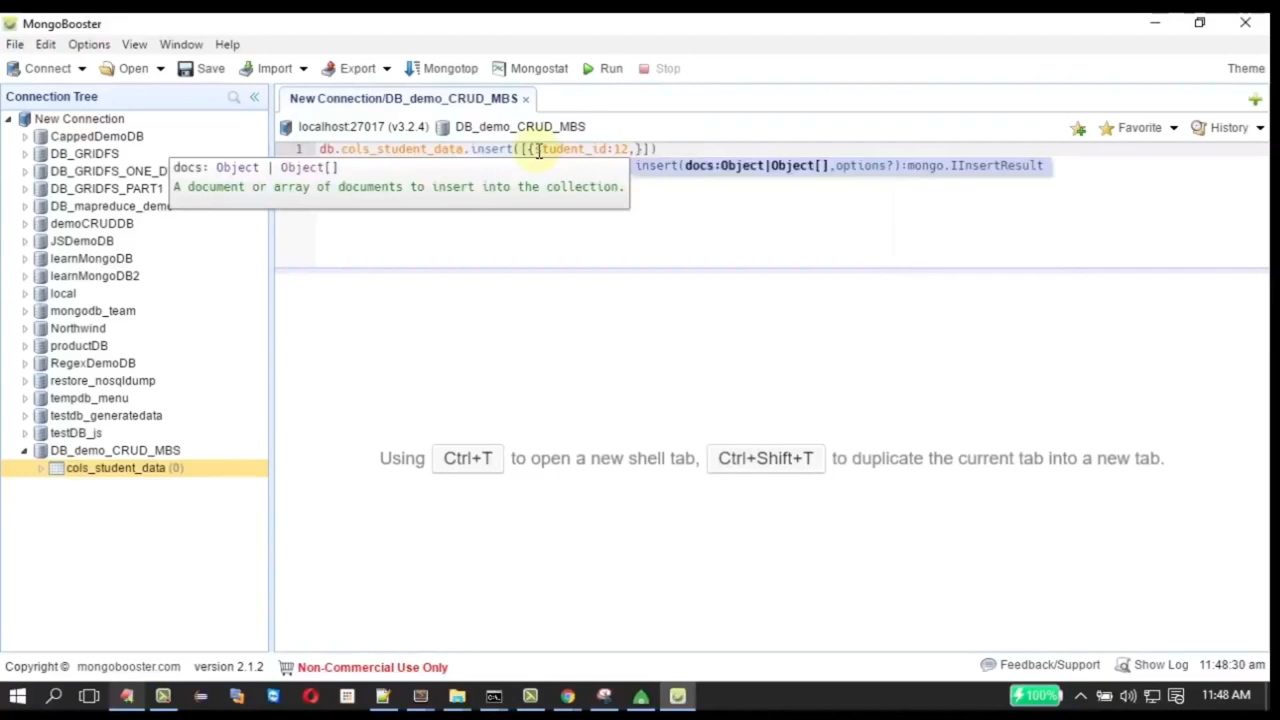 MongoBooster
File Edit Options View Window Help
Connect Open Save Import Export Mongotop Mongostat Run Stop Theme
Connection Tree
New Connection/DB_demo_CRUD_MBS ×
localhost:27017 (v3.2.4) DB_demo_CRUD_MBS Favorite History
1 db.cols_student_data.insert([{student_id:12,}])
insert(docs:Object|Object[],options?):mongo.IInsertResult
docs: Object | Object[]
A document or array of documents to insert into the collection.
New Connection
CappedDemoDB
DB_GRIDFS
DB_GRIDFS_ONE_D
DB_GRIDFS_PART1
DB_mapreduce_demo
demoCRUDDB
JSDemoDB
learnMongoDB
learnMongoDB2
local
mongodb_team
Northwind
productDB
RegexDemoDB
restore_nosqldump
tempdb_menu
testdb_generatedata
testDB_js
DB_demo_CRUD_MBS
cols_student_data (0)
Using Ctrl+T to open a new shell tab, Ctrl+Shift+T to duplicate the current tab into a new tab.
Copyright © mongobooster.com version 2.1.2 Non-Commercial Use Only Feedback/Support Show Log 11:48:30 am
100% 11:48 AM